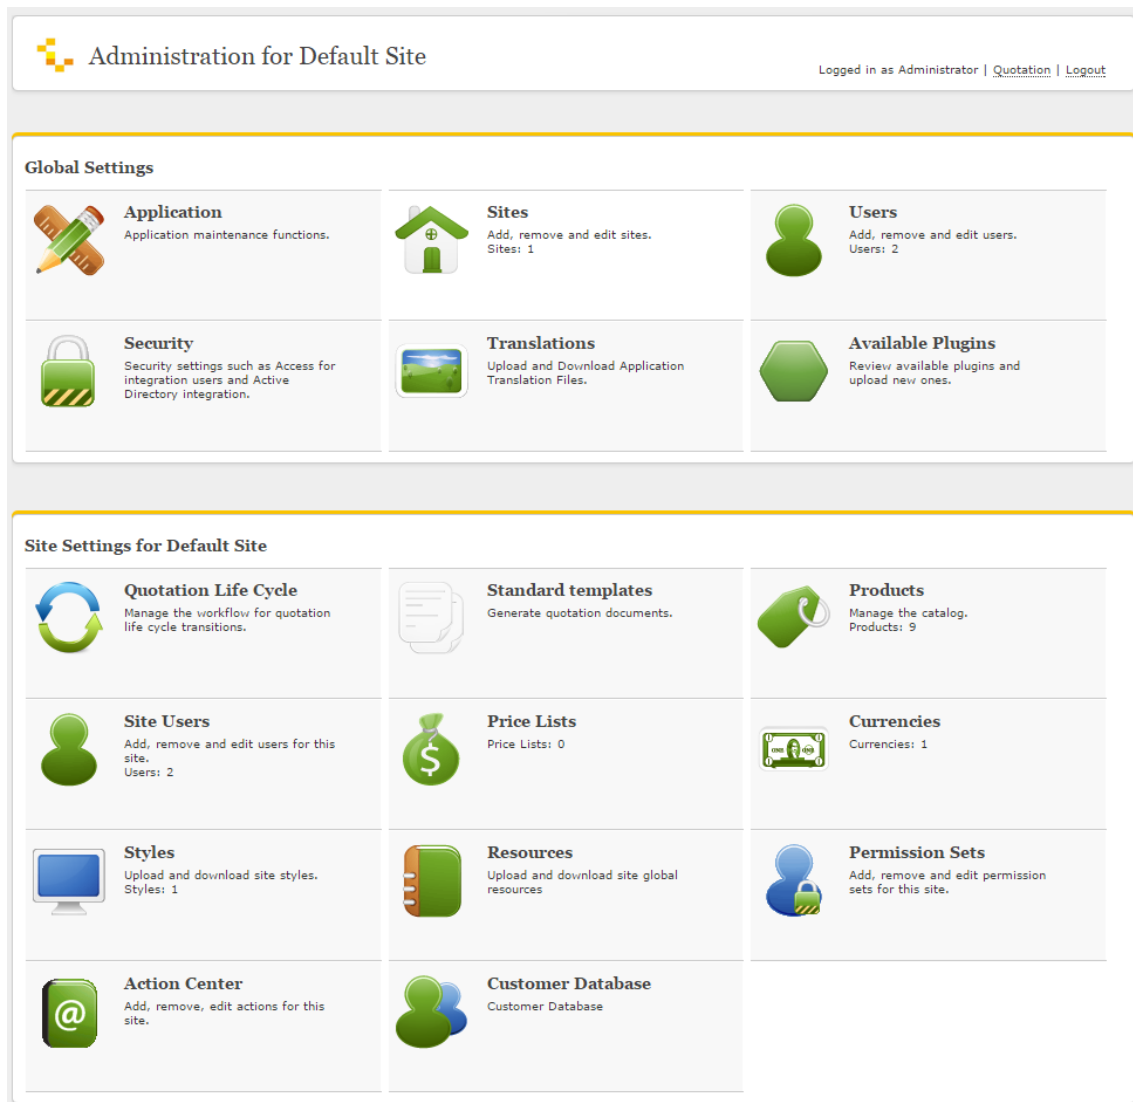 Administration for Default Site
Logged in as Administrator | Quotation | Logout
Global Settings
Application
Application maintenance functions.
Sites
Add, remove and edit sites.
Sites: 1
Users
Add, remove and edit users.
Users: 2
Security
Security settings such as Access for
integration users and Active
Directory integration.
Translations
Upload and Download Application
Translation Files.
Available Plugins
Review available plugins and
upload new ones.
Site Settings for Default Site
Quotation Life Cycle
Manage the workflow for quotation
life cycle transitions.
Standard templates
Generate quotation documents.
Products
Manage the catalog.
Products: 9
Site Users
Add, remove and edit users for this
site.
Users: 2
Price Lists
Price Lists: 0
$
Currencies
Currencies: 1
Styles
Upload and download site styles.
Styles: 1
Resources
Upload and download site global
resources
Permission Sets
Add, remove and edit permission
sets for this site.
Action Center
Add, remove, edit actions for this
site.
@
Customer Database
Customer Database